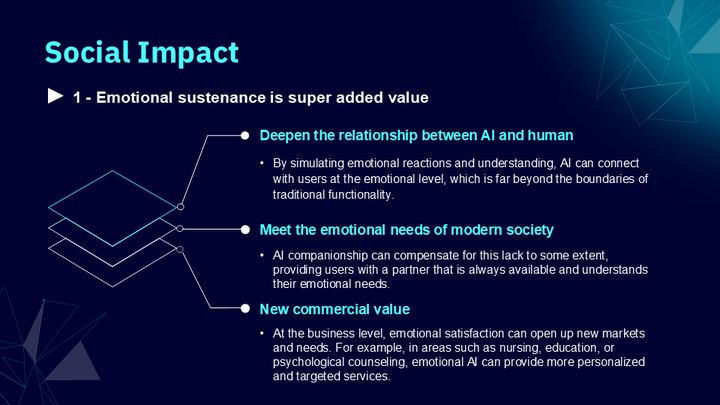 Social Impact
▶ 1 - Emotional sustenance is super added value
Deepen the relationship between AI and human
• By simulating emotional reactions and understanding, AI can connect
with users at the emotional level, which is far beyond the boundaries of
traditional functionality.
Meet the emotional needs of modern society
• AI companionship can compensate for this lack to some extent,
providing users with a partner that is always available and understands
their emotional needs.
New commercial value
• At the business level, emotional satisfaction can open up new markets
and needs. For example, in areas such as nursing, education, or
psychological counseling, emotional AI can provide more personalized
and targeted services.